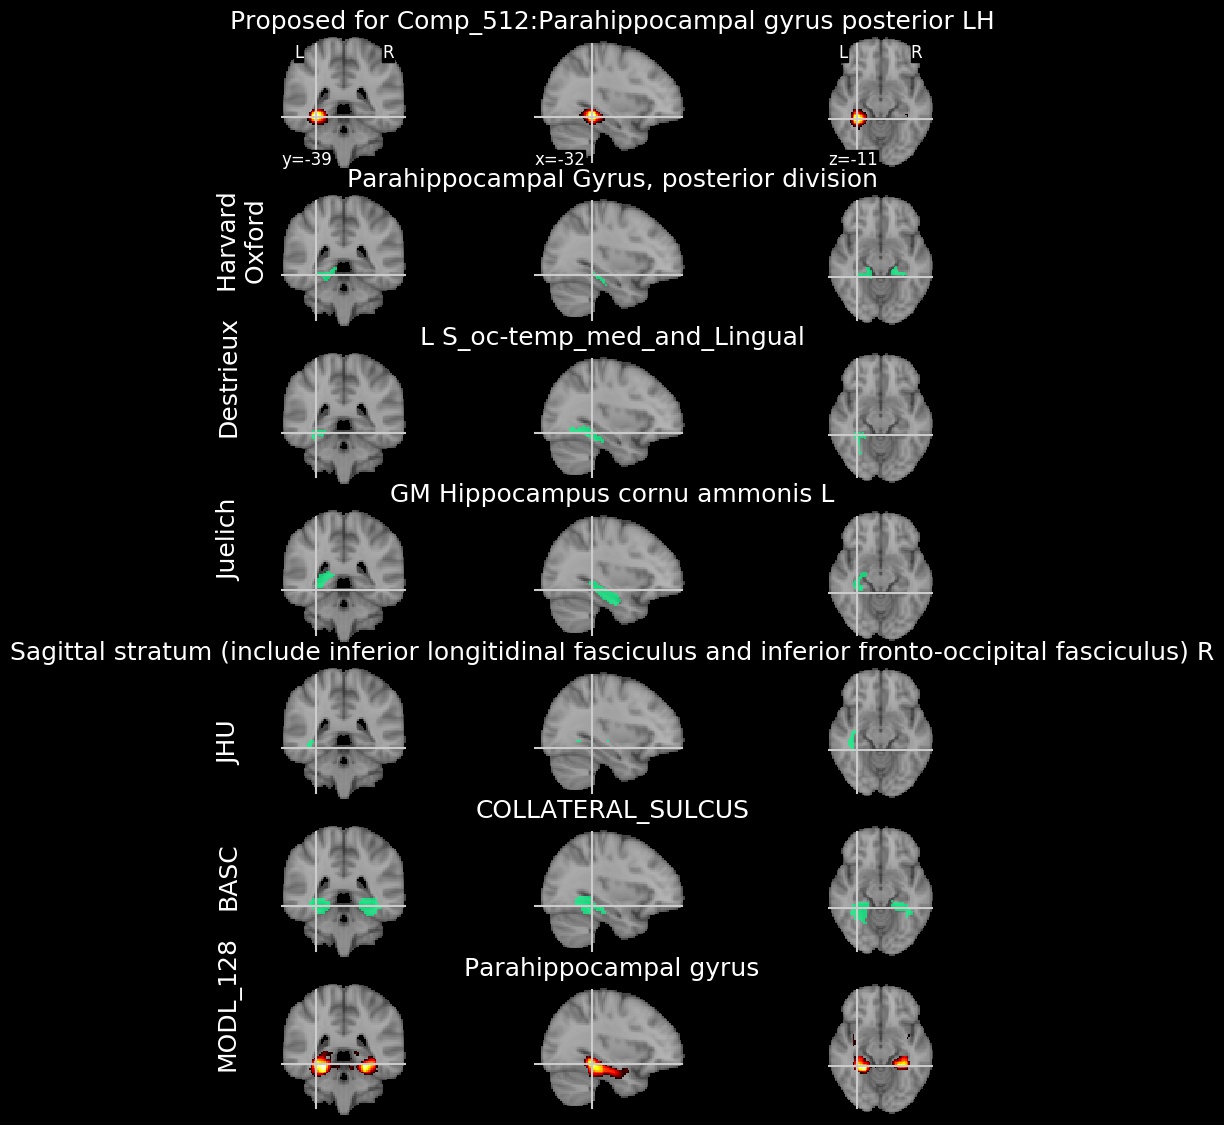 Proposed for Comp_512:Parahippocampal gyrus posterior LH
L R L R
y=-39 x=-32 z=-11
Parahippocampal Gyrus, posterior division
Harvard
Oxford
L S_oc-temp_med_and_Lingual
Destrieux
GM Hippocampus cornu ammonis L
Juelich
Sagittal stratum (include inferior longitidinal fasciculus and inferior fronto-occipital fasciculus) R
JHU
COLLATERAL_SULCUS
BASC
Parahippocampal gyrus
MODL_128